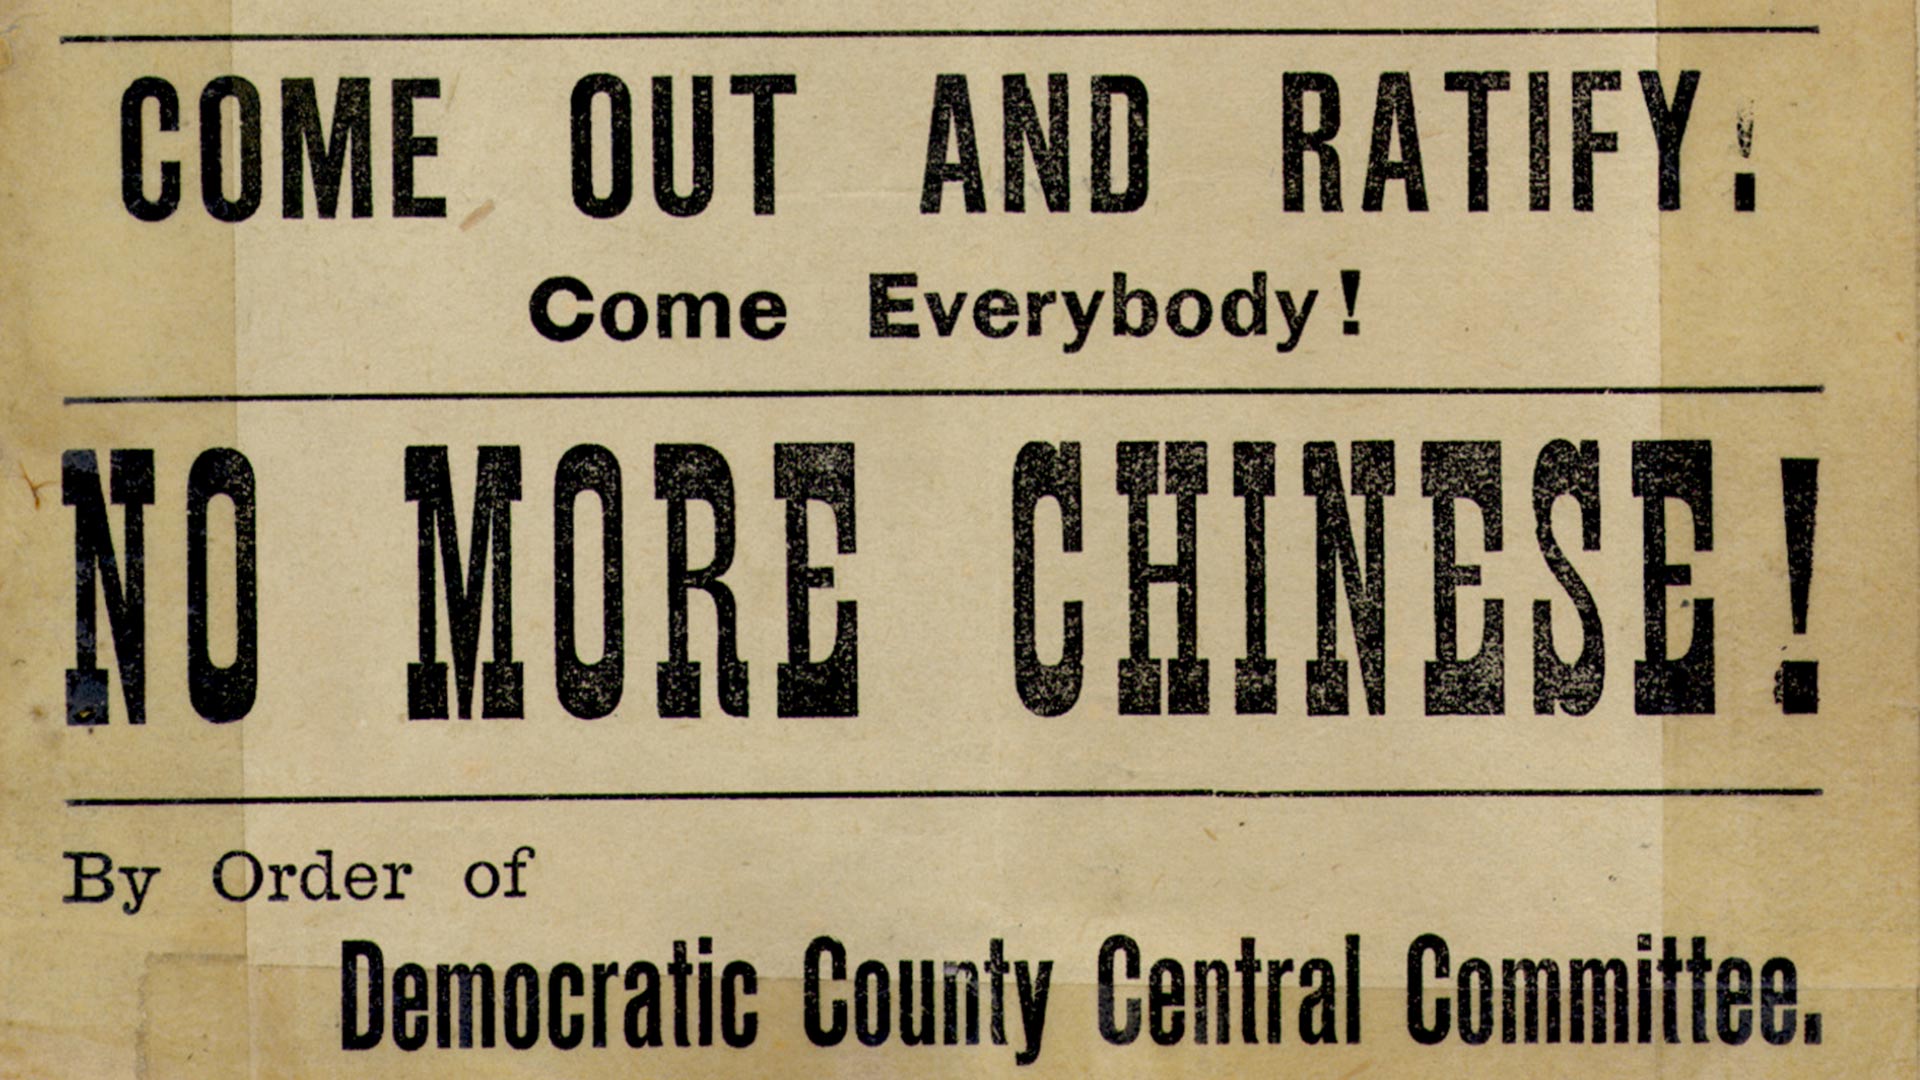 COME OUT AND RATIFY!
Come Everybody!
NO MORE CHINESE!
By Order of
Democratic County Central Committee.